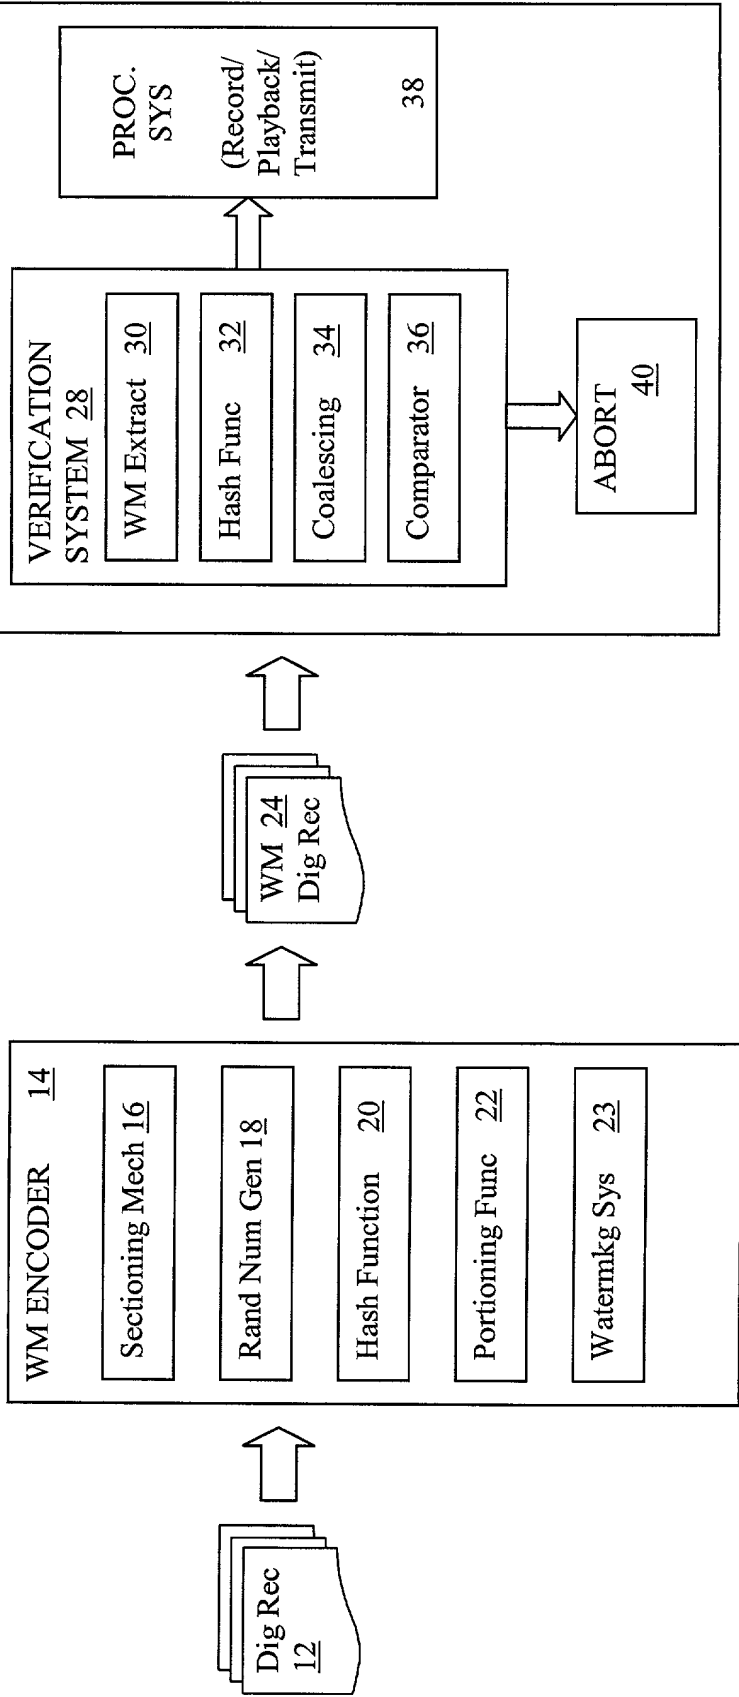 Dig Rec
12
WM ENCODER 14
Sectioning Mech 16
Rand Num Gen 18
Hash Function 20
Portioning Func 22
Watermkg Sys 23
WM 24
Dig Rec
VERIFICATION
SYSTEM 28
WM Extract 30
Hash Func 32
Coalescing 34
Comparator 36
PROC.
SYS
(Record/
Playback/
Transmit)
38
ABORT
40